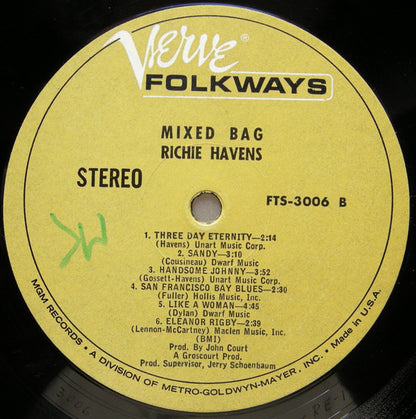 Verve®
FOLKWAYS
MIXED BAG
RICHIE HAVENS
STEREO
FTS-3006 B
MK
1. THREE DAY ETERNITY—2:14
(Havens) Unart Music Corp.
2. SANDY—3:10
(Cousineau) Dwarf Music
3. HANDSOME JOHNNY—3:52
(Gossett-Havens) Unart Music Corp.
4. SAN FRANCISCO BAY BLUES—2:30
(Fuller) Hollis Music, Inc.
5. LIKE A WOMAN—4:45
(Dylan) Dwarf Music
6. ELEANOR RIGBY—2:39
(Lennon-McCartney) Maclen Music, Inc.
(BMI)
Prod. By John Court
A Groscourt Prod.
Prod. Supervisor, Jerry Schoenbaum
MGM RECORDS • A DIVISION OF METRO-GOLDWYN-MAYER, INC. • Made in U.S.A.